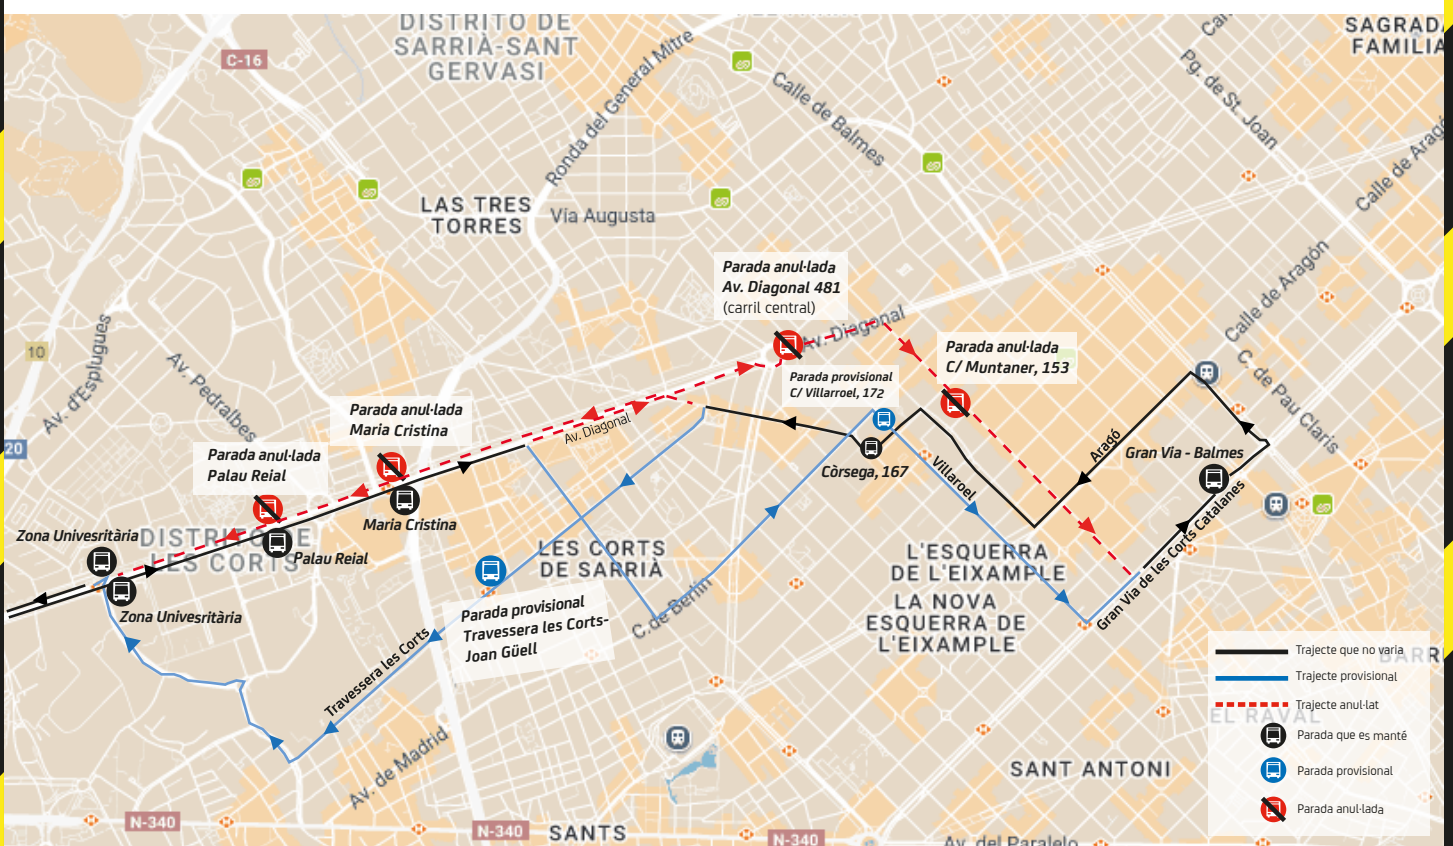 DISTRITO DE
SARRIÀ-SANT
GERVASI
SAGRADA
FAMILIA
C-16
Ronda del General Mitre
Calle de Balmes
Pg. de St. Joan
Calle de Aragó
LAS TRES
TORRES
Vía Augusta
Calle de Aragón
C. de Pau Claris
10
Av. d'Esplugues
Av. Pedralbes
20
Parada anul·lada
Av. Diagonal 481
(carril central)
Av. Diagonal
Parada anul·lada
C/ Muntaner, 153
Parada provisional
C/ Villarroel, 172
Parada anul·lada
Maria Cristina
Av. Diagonal
Parada anul·lada
Palau Reial
Còrsega, 167
Villaroel
Aragó
Gran Via - Balmes
Gran Via de les Corts Catalanes
Maria Cristina
Zona Univesritària
DISTRITO DE
LES CORTS
Palau Reial
Zona Univesritària
LES CORTS
DE SARRIÀ
C. de Berlín
Parada provisional
Travessera les Corts-
Joan Güell
Travessera les Corts
L'ESQUERRA
DE L'EIXAMPLE
LA NOVA
ESQUERRA DE
L'EIXAMPLE
Av. de Madrid
SANT ANTONI
EL RAVAL
BARRI
N-340
N-340
SANTS
N-340
Av. del Paralelo
Trajecte que no varia
Trajecte provisional
Trajecte anul·lat
Parada que es manté
Parada provisional
Parada anul·lada